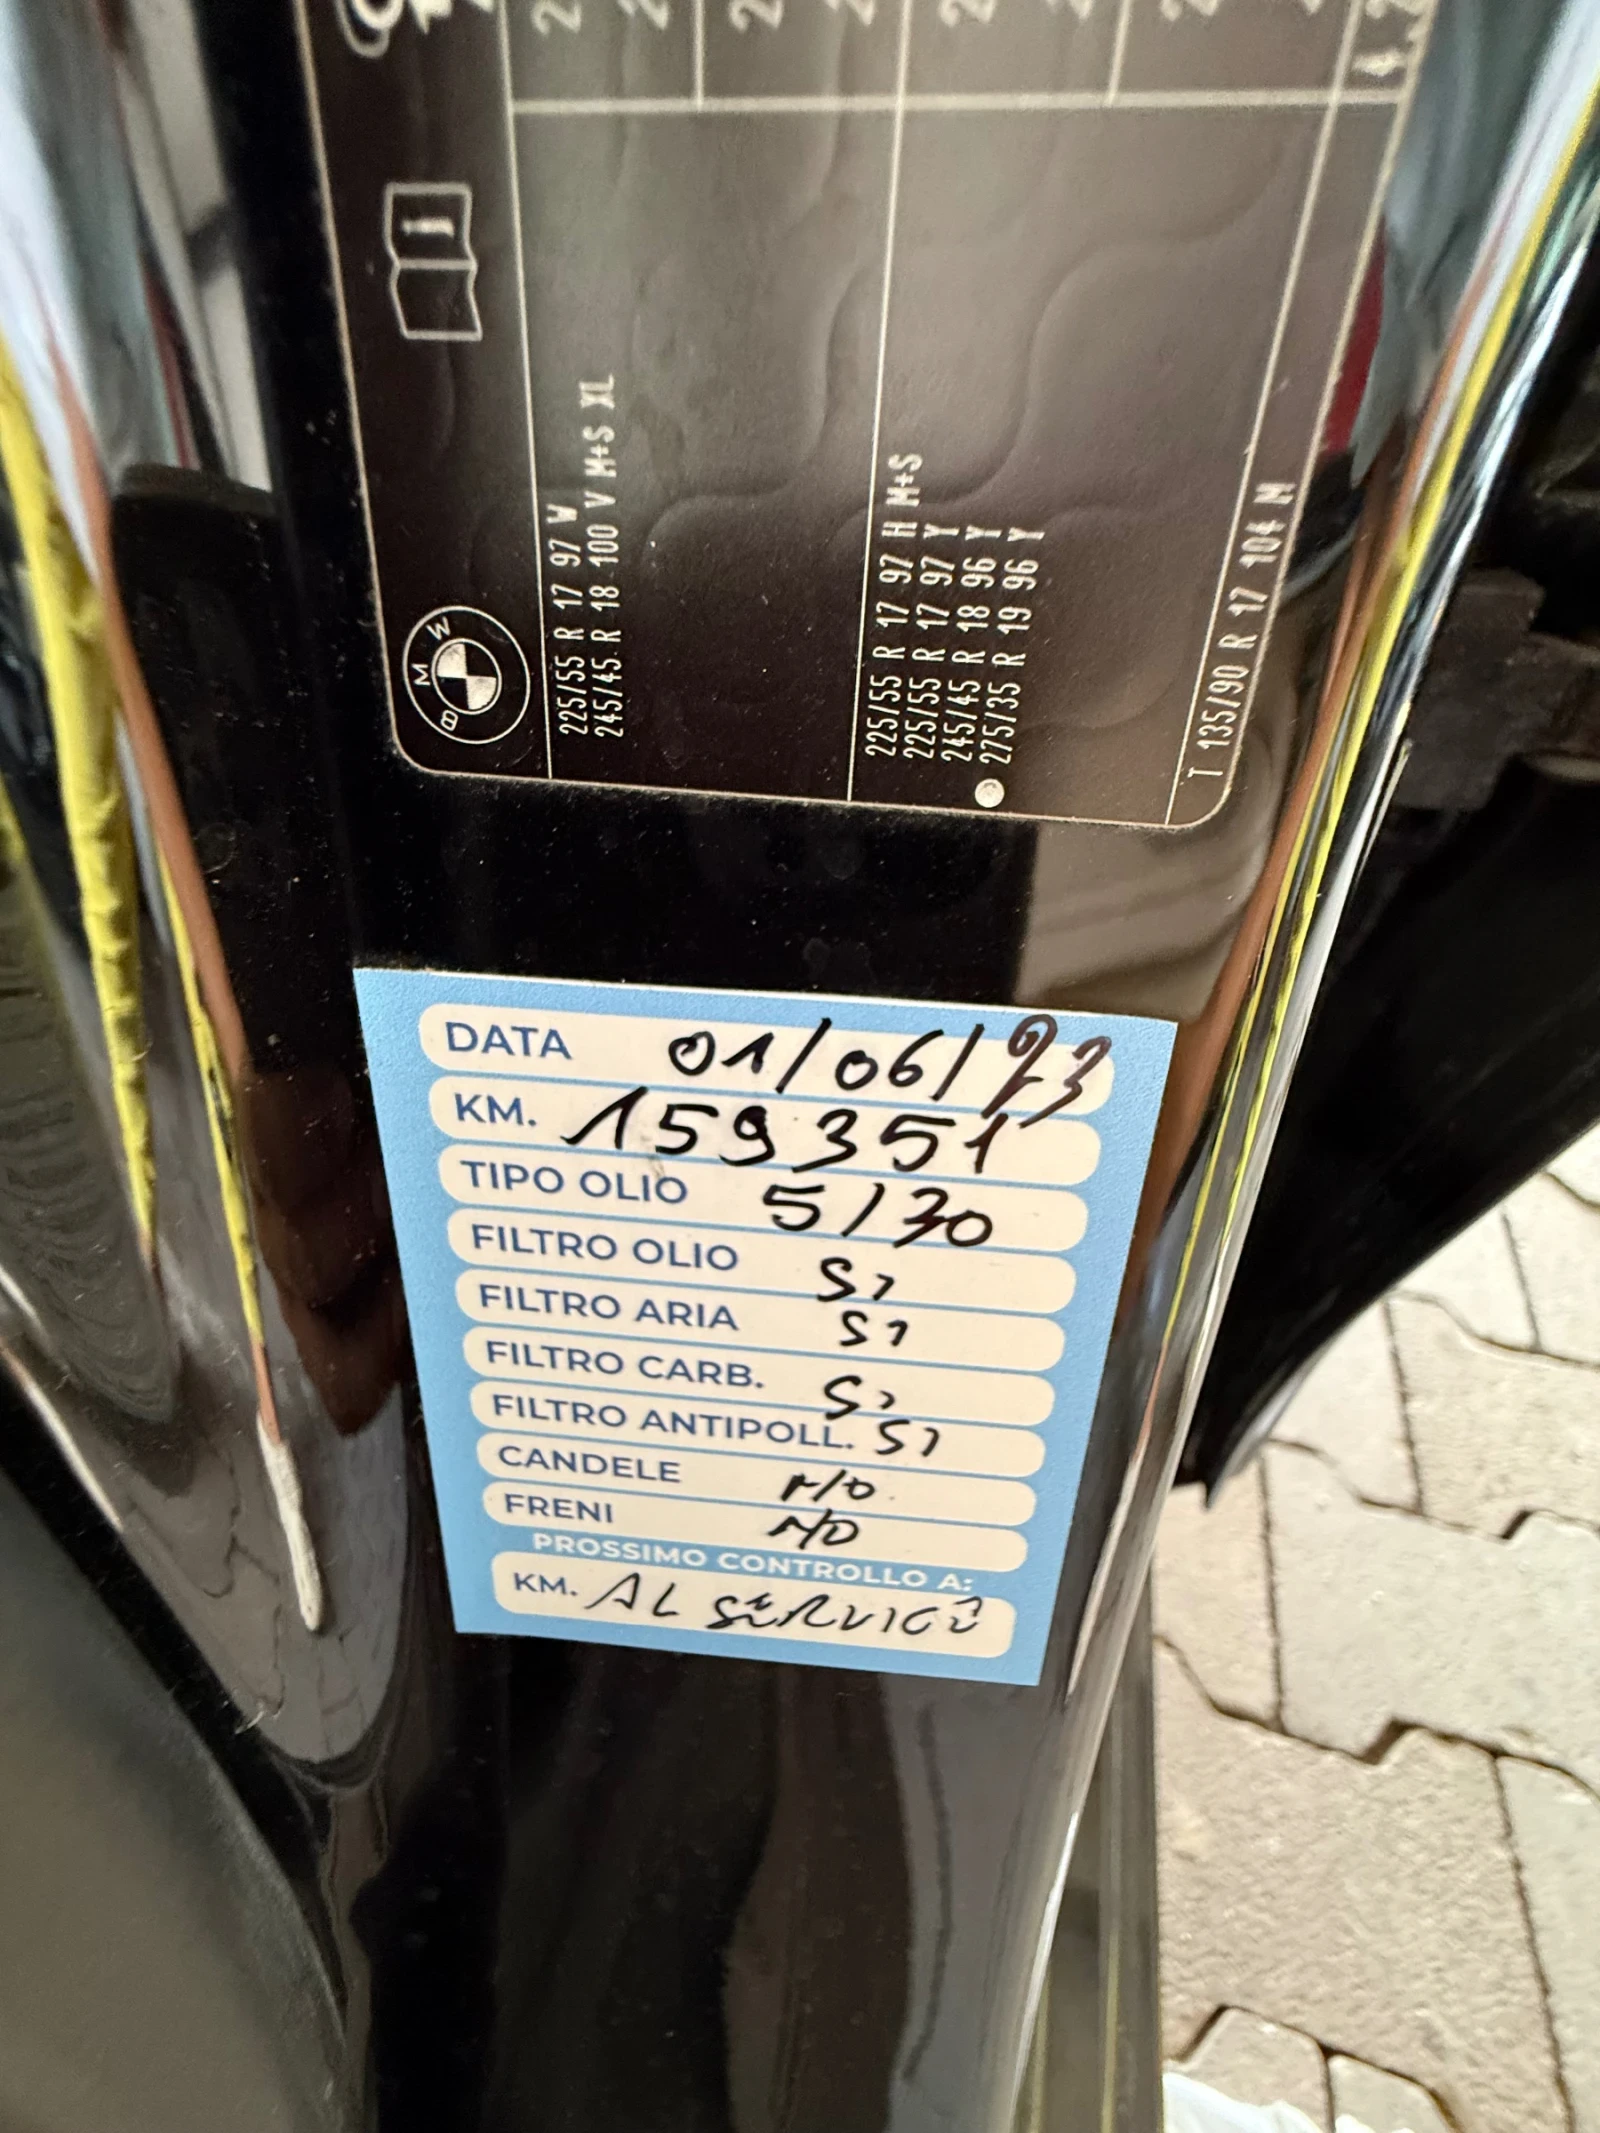 B M W
225/55 R 17 97 W
245/45 R 18 100 V M+S XL
225/55 R 17 97 H M+S
225/55 R 17 97 Y
245/45 R 18 96 Y
275/35 R 19 96 Y
T 135/90 R 17 104 M
DATA 01/06/23
KM. 159351
TIPO OLIO 5/30
FILTRO OLIO SI
FILTRO ARIA SI
FILTRO CARB. SI
FILTRO ANTIPOLL. SI
CANDELE NO
FRENI NO
PROSSIMO CONTROLLO A:
KM. AL SERVICE